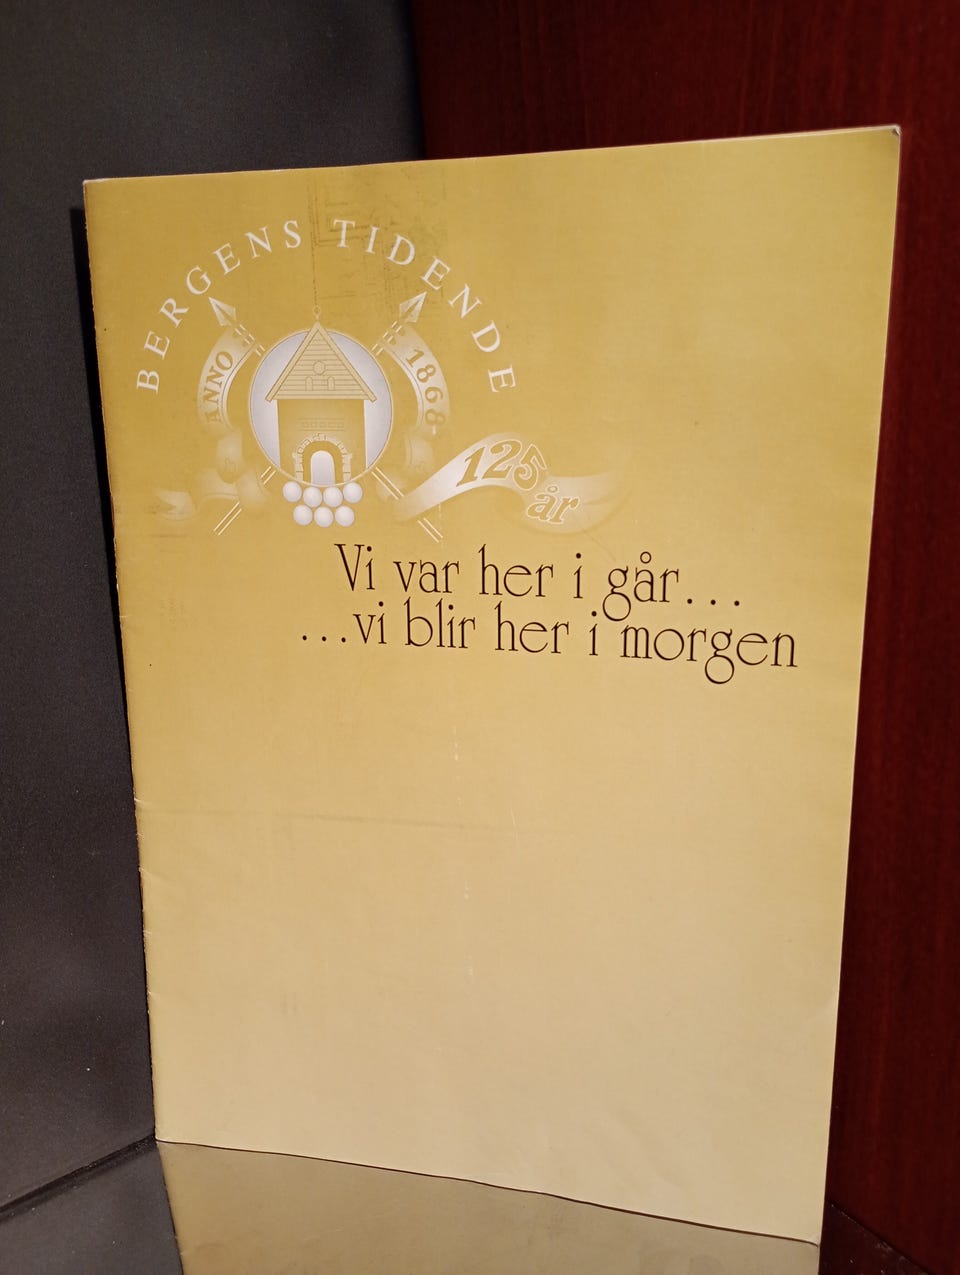 BERGENS TIDENDE
ANNO 1868
125 år
Vi var her i går...
...vi blir her i morgen